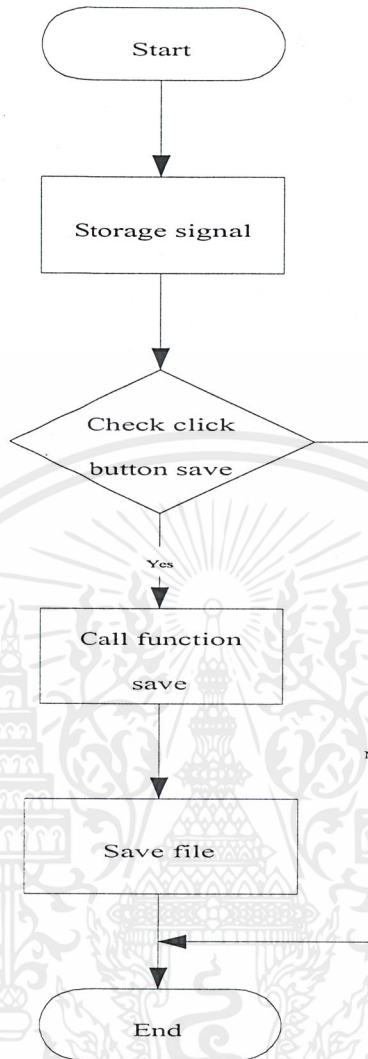 Start
Storage signal
Check click
button save
Yes
Call function
save
Save file
End